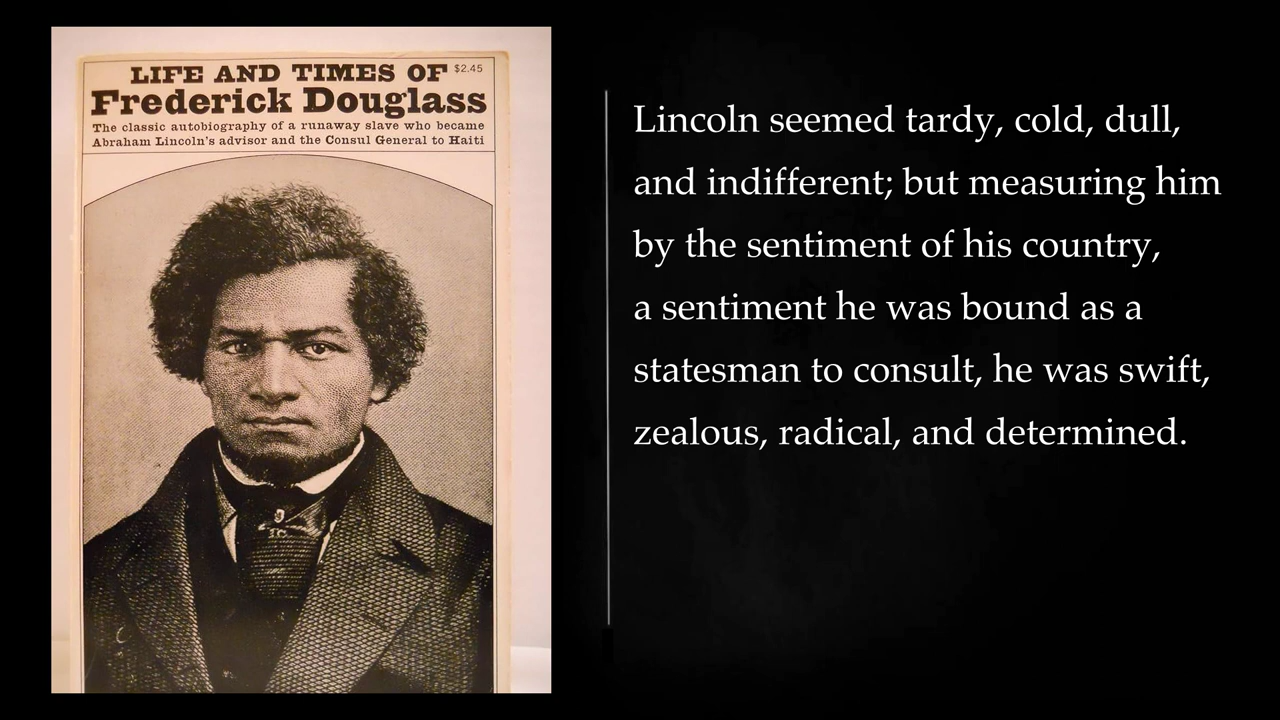 LIFE AND TIMES OF $2.45
Frederick Douglass
The classic autobiography of a runaway slave who became
Abraham Lincoln's advisor and the Consul General to Haiti
Lincoln seemed tardy, cold, dull,
and indifferent; but measuring him
by the sentiment of his country,
a sentiment he was bound as a
statesman to consult, he was swift,
zealous, radical, and determined.